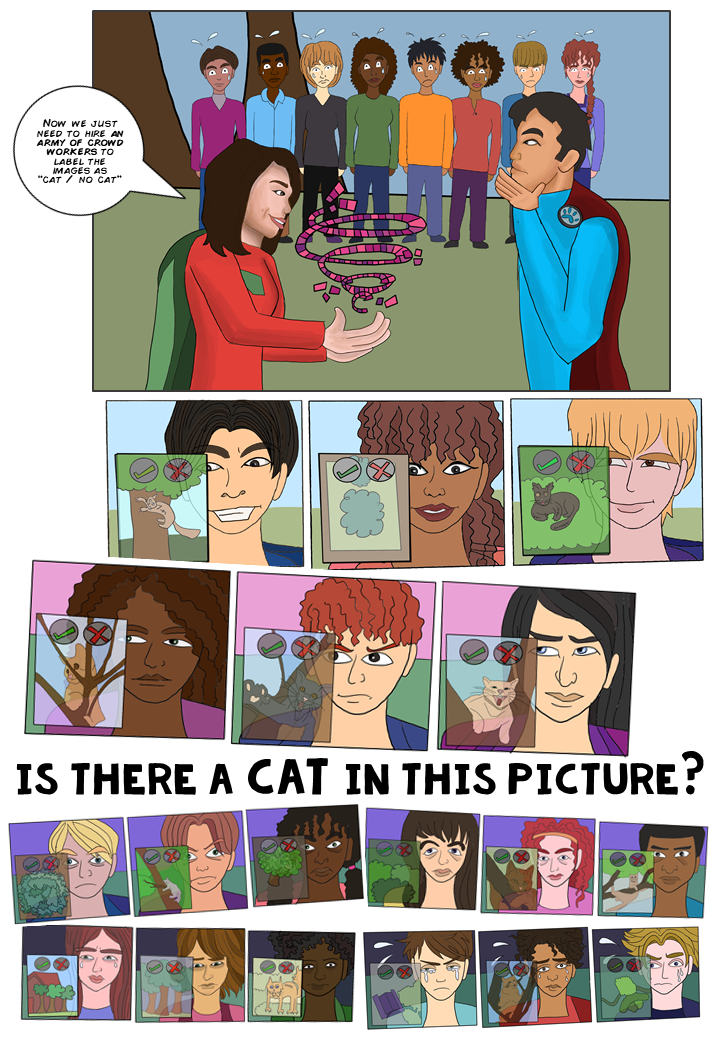 Now we just
need to hire an
army of crowd
workers to
label the
images as
"cat / no cat"
IS THERE A CAT IN THIS PICTURE?